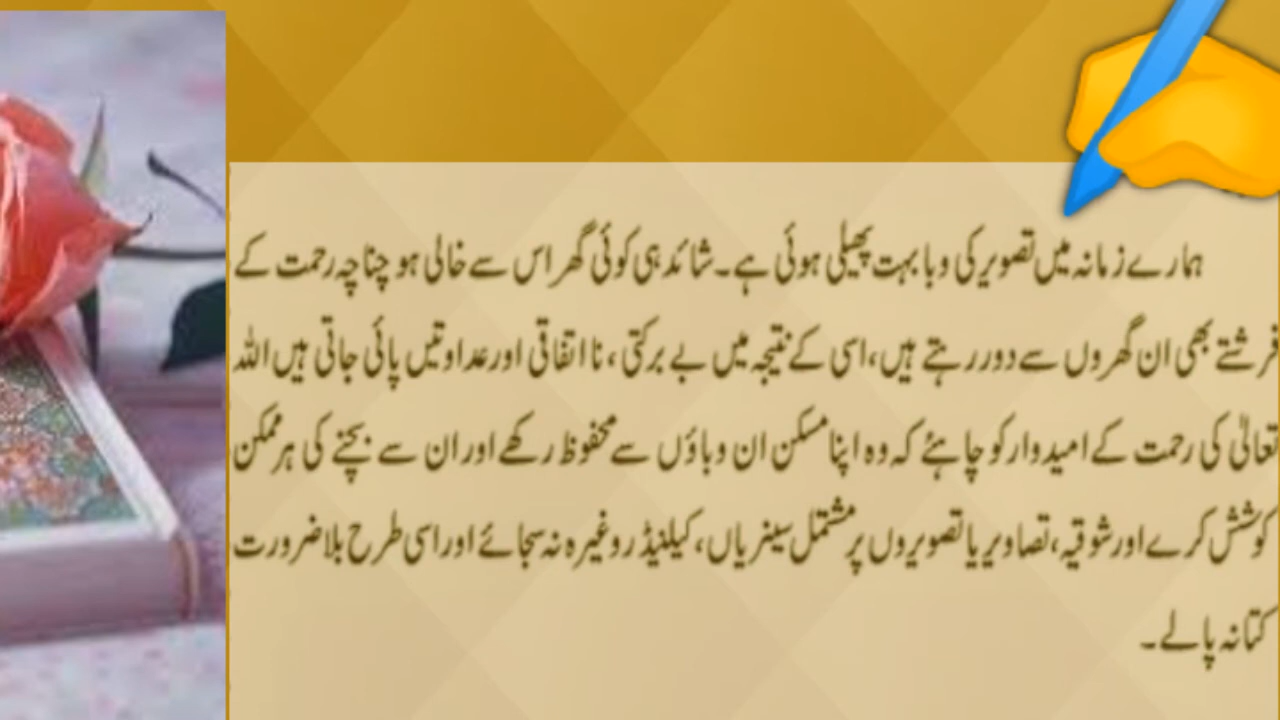 ہمارے زمانہ میں تصویر کی وبا بہت پھیلی ہوئی ہے۔ شائد ہی کوئی گھر اس سے خالی ہو چناچہ رحمت کے
فرشتے بھی ان گھروں سے دور رہتے ہیں، اسی کے نتیجہ میں بے برکتی، نا اتفاقی اور عداوتیں پائی جاتی ہیں اللہ
تعالیٰ کی رحمت کے امیدوار کو چاہئے کہ وہ اپنا مسکن ان وباؤں سے محفوظ رکھے اور ان سے بچنے کی ہر ممکن
کوشش کرے اور شوقیہ، تصاویر یا تصویروں پر مشتمل سینریاں، کیلنیڈر وغیرہ نہ سجائے اور اسی طرح بلا ضرورت
کتا نہ پالے۔